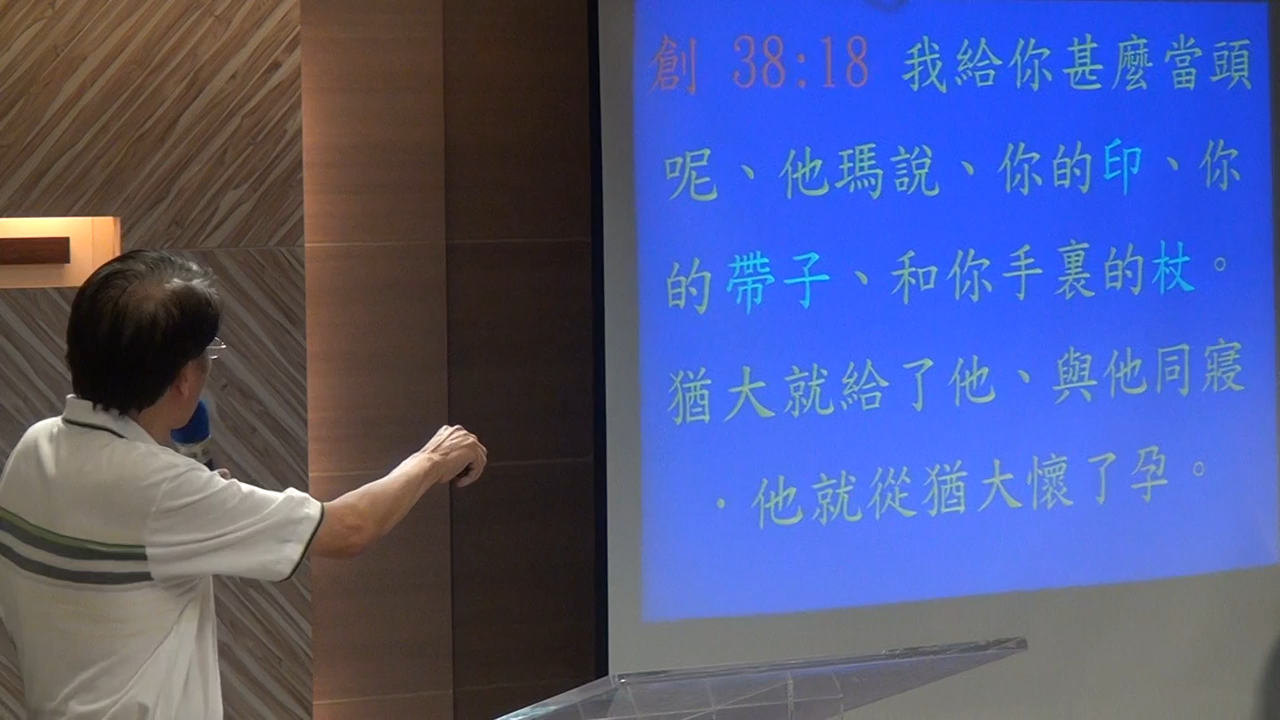 創 38:18 我給你甚麼當頭
呢、他瑪說、你的印、你
的帶子、和你手裏的杖。
猶大就給了他、與他同寢
．他就從猶大懷了孕。